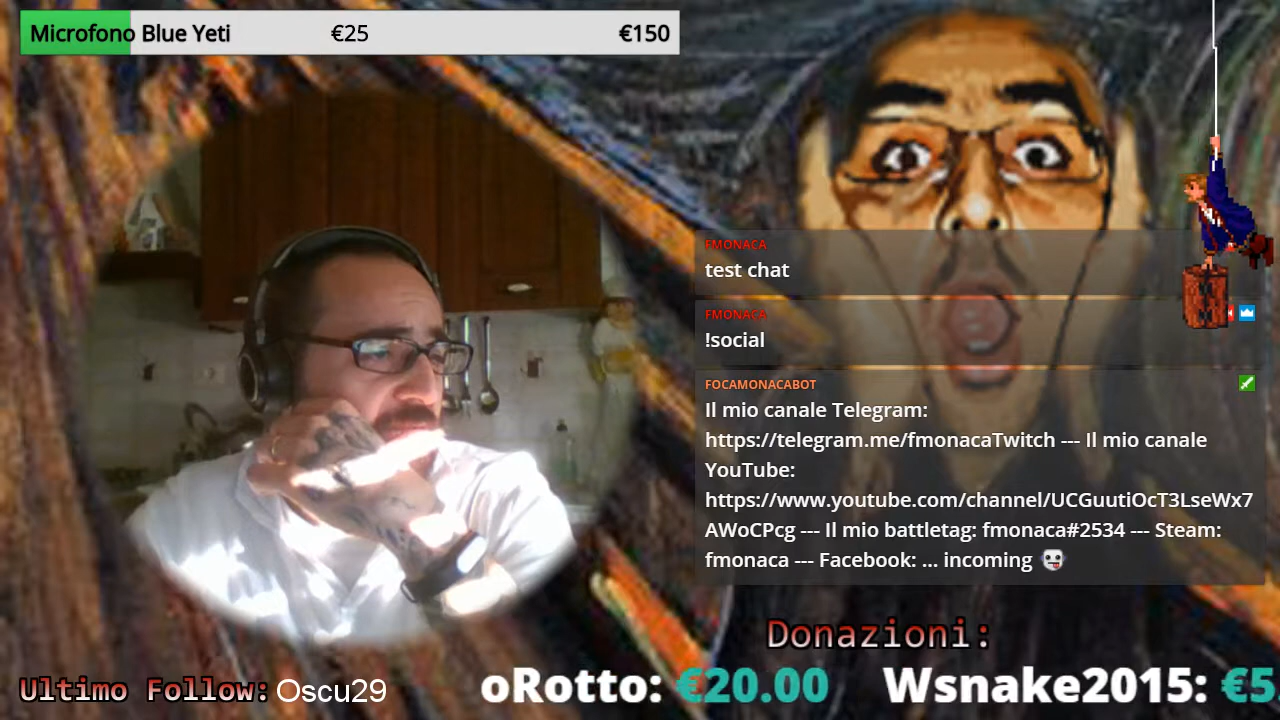 Microfono Blue Yeti €25 €150
FMONACA
test chat
FMONACA
!social
FOCAMONACABOT
Il mio canale Telegram:
https://telegram.me/fmonacaTwitch --- Il mio canale
YouTube:
https://www.youtube.com/channel/UCGuutiOcT3LseWx7
AWoCPcg --- Il mio battletag: fmonaca#2534 --- Steam:
fmonaca --- Facebook: ... incoming 👻
Donazioni:
Ultimo Follow: Oscu29
oRotto: €20.00 Wsnake2015: €5